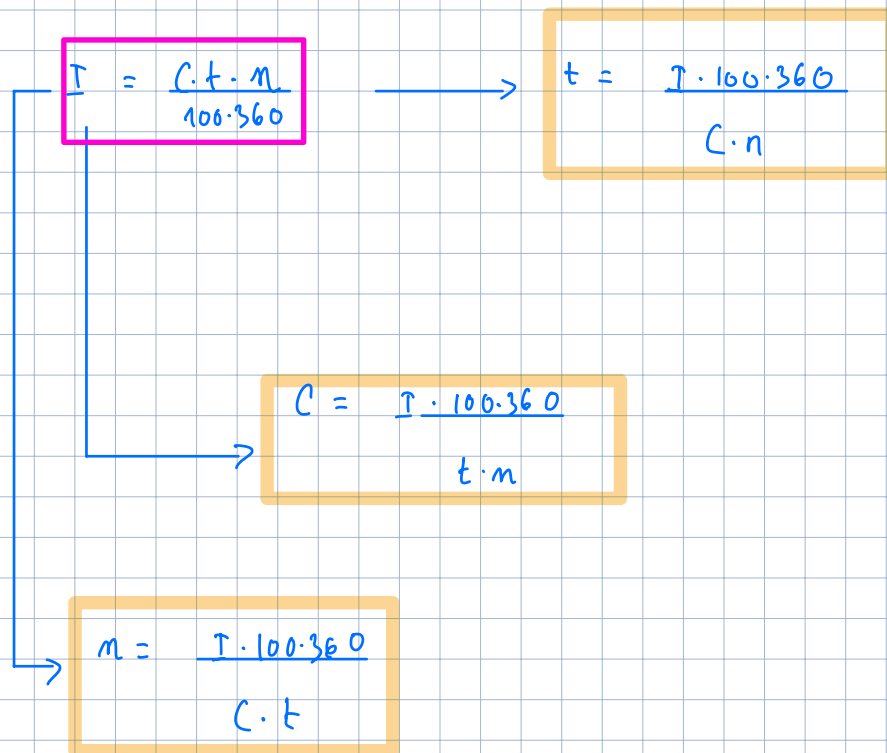 I = C.t.n
100.360
t = I.100.360
C.n
C = I.100.360
t.n
n = I.100.360
C.t